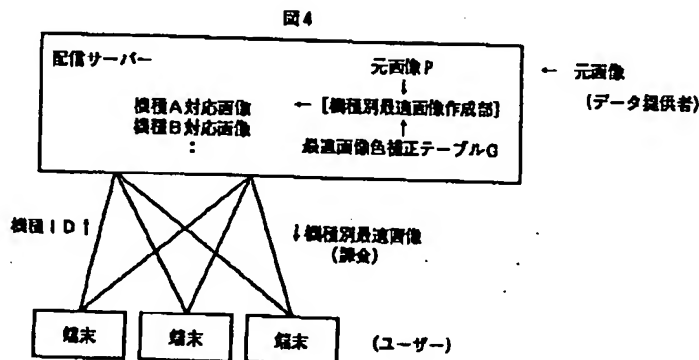 図4
配信サーバー
元画像P
↓
機種A対応画像 ← [機種別最適画像作成部]
機種B対応画像 ↑
: 最適画像色補正テーブルG
← 元画像
(データ提供者)
機種ID↑
↓機種別最適画像
(課金)
端末 端末 端末 (ユーザー)